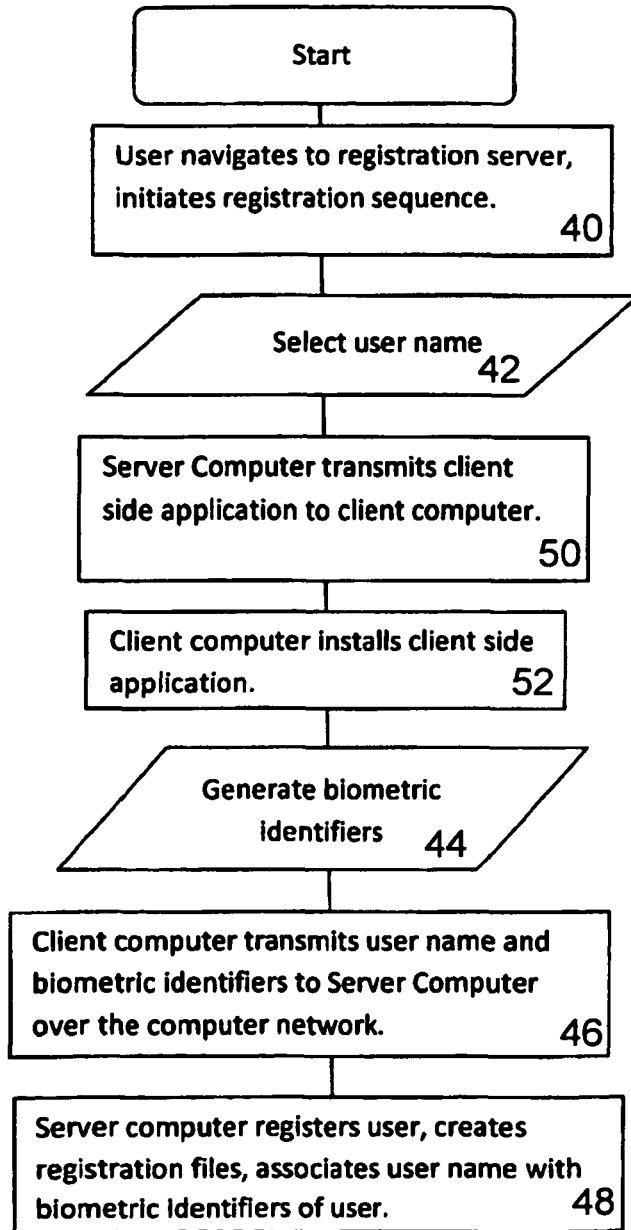 Start
User navigates to registration server,
initiates registration sequence.
40
Select user name
42
Server Computer transmits client
side application to client computer.
50
Client computer installs client side
application.
52
Generate biometric
identifiers
44
Client computer transmits user name and
biometric identifiers to Server Computer
over the computer network.
46
Server computer registers user, creates
registration files, associates user name with
biometric identifiers of user.
48